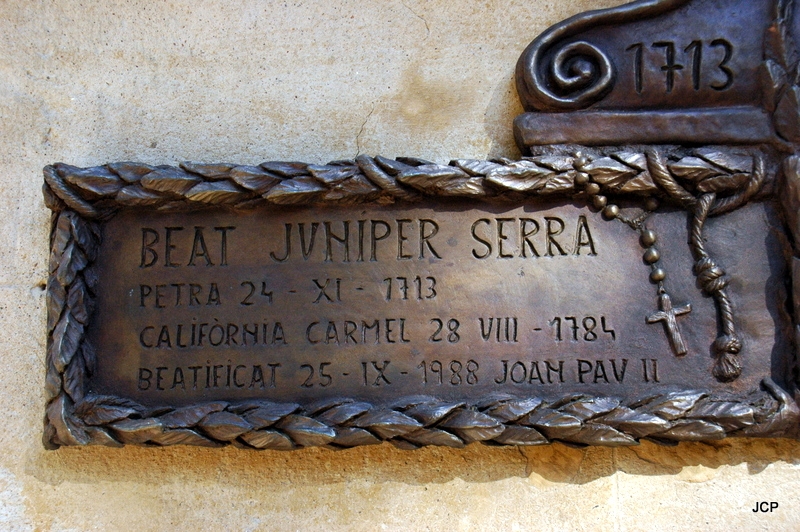 1713
BEAT JUNÍPER SERRA
PETRA 24 - XI - 1713
CALIFÒRNIA CARMEL 28 VIII - 1784
BEATIFICAT 25 - IX - 1988 JOAN PAV II
JCP